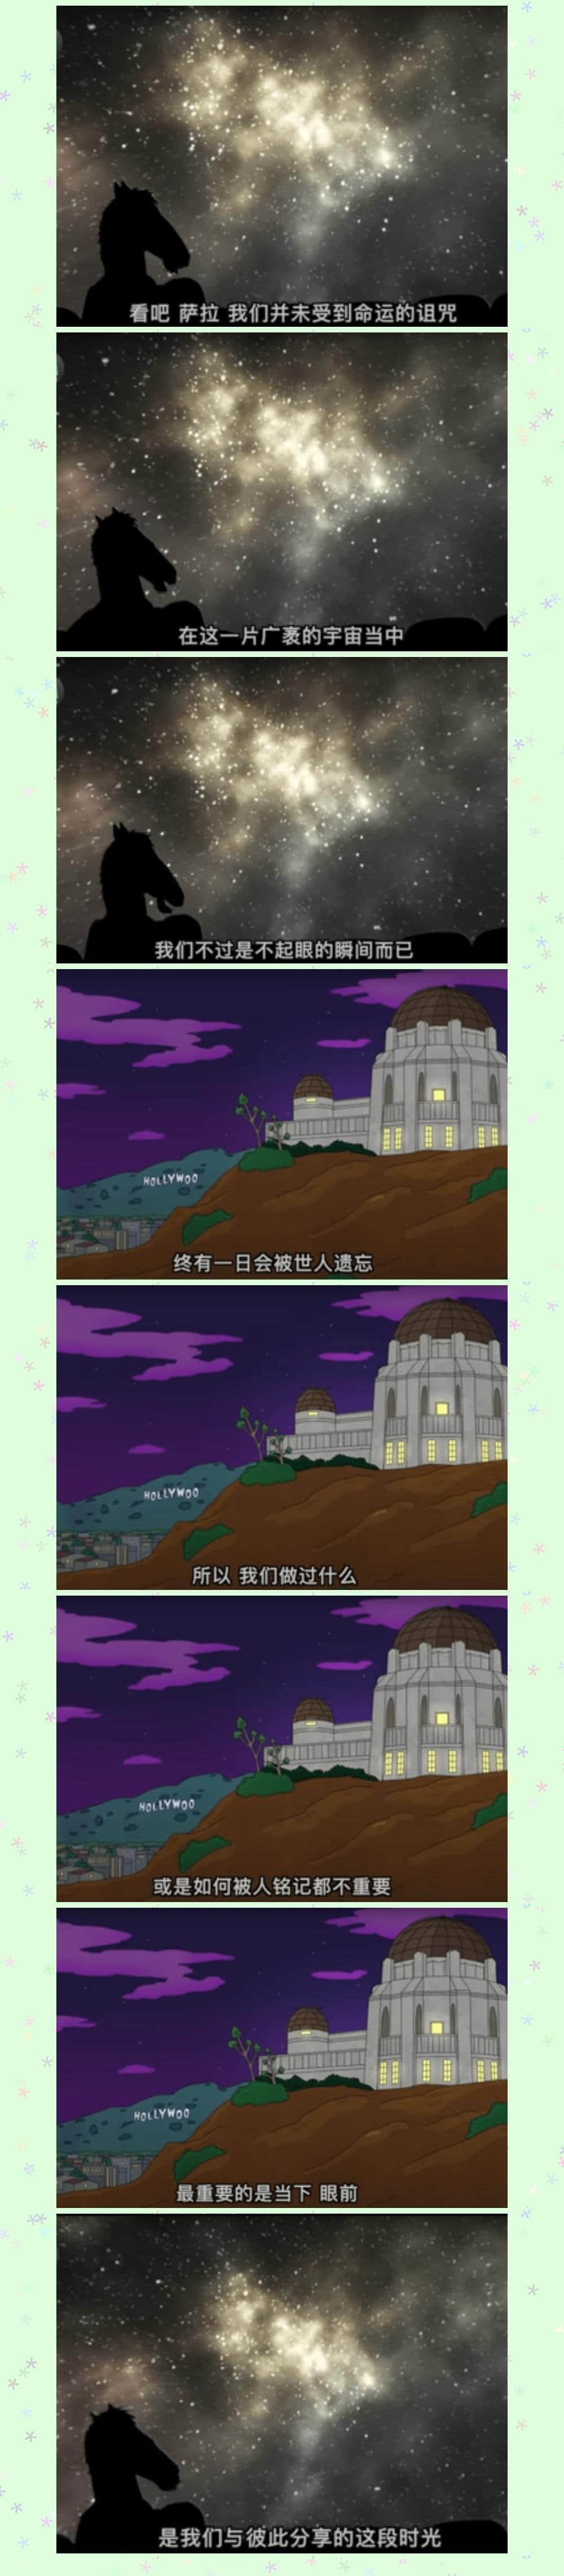 看吧 萨拉 我们并未受到命运的诅咒
在这一片广袤的宇宙当中
我们不过是不起眼的瞬间而已
HOLLYWOO
终有一日会被世人遗忘
HOLLYWOO
所以 我们做过什么
HOLLYWOO
或是如何被人铭记都不重要
HOLLYWOO
最重要的是当下 眼前
是我们与彼此分享的这段时光